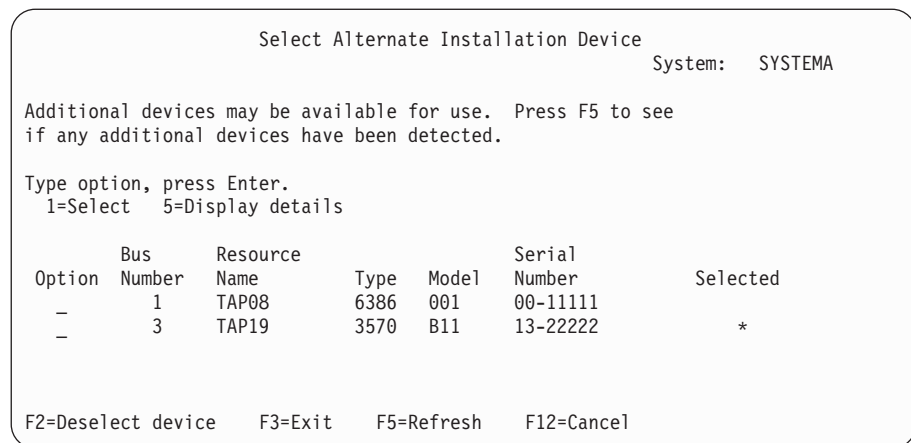 Select Alternate Installation Device
System: SYSTEMA
Additional devices may be available for use. Press F5 to see
if any additional devices have been detected.
Type option, press Enter.
1=Select 5=Display details
Bus Resource Serial
Option Number Name Type Model Number Selected
_ 1 TAP08 6386 001 00-11111
_ 3 TAP19 3570 B11 13-22222 *
F2=Deselect device F3=Exit F5=Refresh F12=Cancel